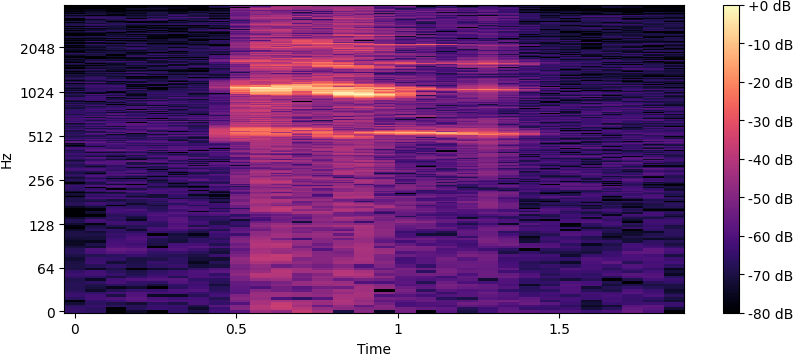 +0 dB
2048
-10 dB
1024
-20 dB
512
-30 dB
Hz
-40 dB
256
-50 dB
128
-60 dB
64
-70 dB
0
-80 dB
0
0.5
1
1.5
Time